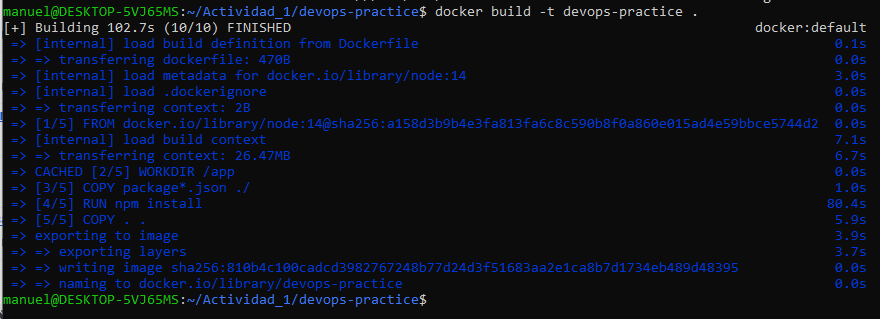 manuel@DESKTOP-5VJ65MS:~/Actividad_1/devops-practice$ docker build -t devops-practice .
[+] Building 102.7s (10/10) FINISHED docker:default
=> [internal] load build definition from Dockerfile 0.1s
=> => transferring dockerfile: 470B 0.0s
=> [internal] load metadata for docker.io/library/node:14 3.0s
=> [internal] load .dockerignore 0.0s
=> => transferring context: 2B 0.0s
=> [1/5] FROM docker.io/library/node:14@sha256:a158d3b9b4e3fa813fa6c8c590b8f0a860e015ad4e59bbce5744d2 0.0s
=> [internal] load build context 7.1s
=> => transferring context: 26.47MB 6.7s
=> CACHED [2/5] WORKDIR /app 0.0s
=> [3/5] COPY package*.json ./ 1.0s
=> [4/5] RUN npm install 80.4s
=> [5/5] COPY . . 5.9s
=> exporting to image 3.9s
=> => exporting layers 3.7s
=> => writing image sha256:810b4c100cadcd3982767248b77d24d3f51683aa2e1ca8b7d1734eb489d48395 0.0s
=> => naming to docker.io/library/devops-practice 0.0s
manuel@DESKTOP-5VJ65MS:~/Actividad_1/devops-practice$